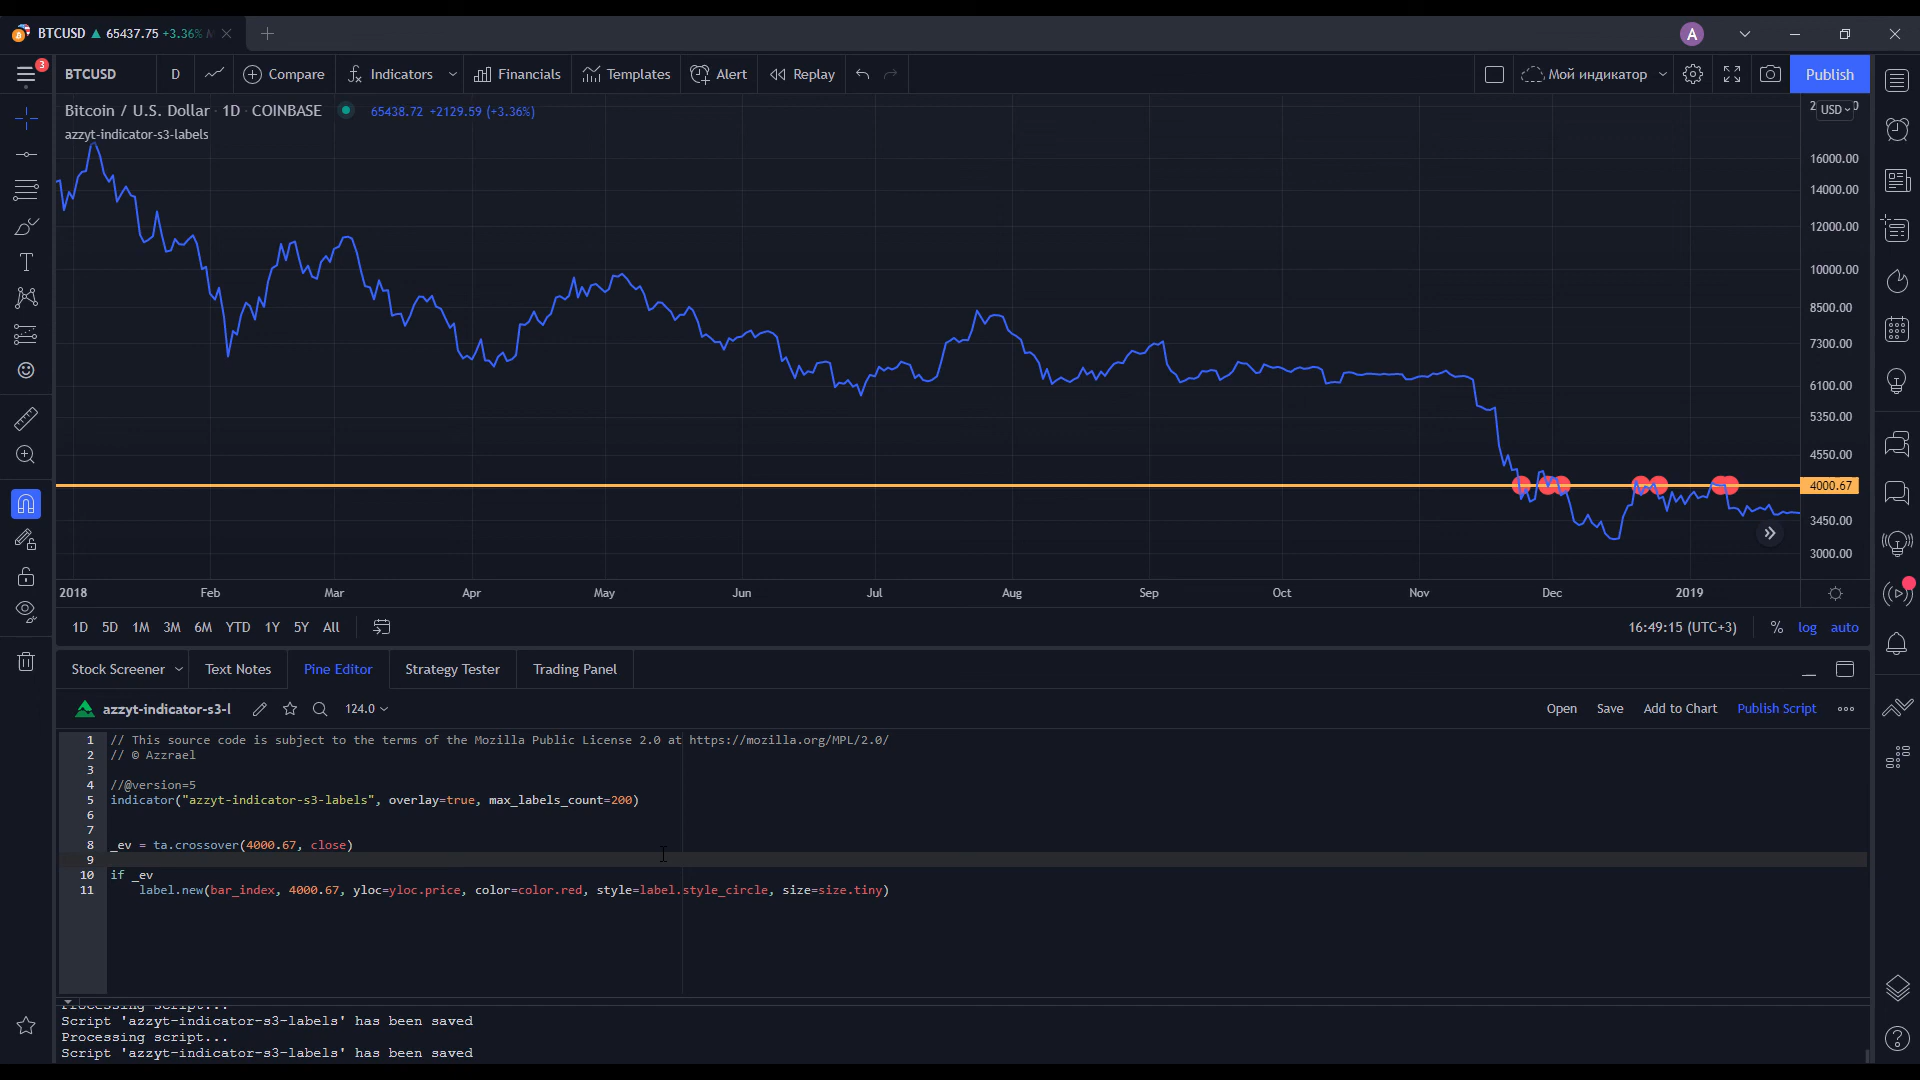 BTCUSD ▲ 65437.75 +3.36%
A
3
BTCUSD D Compare Indicators Financials Templates Alert Replay Мой индикатор Publish
Bitcoin / U.S. Dollar · 1D · COINBASE 65438.72 +2129.59 (+3.36%)
azzyt-indicator-s3-labels
USD
16000.00
14000.00
12000.00
10000.00
8500.00
7300.00
6100.00
5350.00
4550.00
4000.67
3450.00
3000.00
2018 Feb Mar Apr May Jun Jul Aug Sep Oct Nov Dec 2019
1D 5D 1M 3M 6M YTD 1Y 5Y All 16:49:15 (UTC+3) % log auto
Stock Screener Text Notes Pine Editor Strategy Tester Trading Panel
azzyt-indicator-s3-l 124.0 Open Save Add to Chart Publish Script
1 // This source code is subject to the terms of the Mozilla Public License 2.0 at https://mozilla.org/MPL/2.0/
2 // © Azzrael
3
4 //@version=5
5 indicator("azzyt-indicator-s3-labels", overlay=true, max_labels_count=200)
6
7
8 _ev = ta.crossover(4000.67, close)
9
10 if _ev
11 label.new(bar_index, 4000.67, yloc=yloc.price, color=color.red, style=label.style_circle, size=size.tiny)
Processing script...
Script 'azzyt-indicator-s3-labels' has been saved
Processing script...
Script 'azzyt-indicator-s3-labels' has been saved